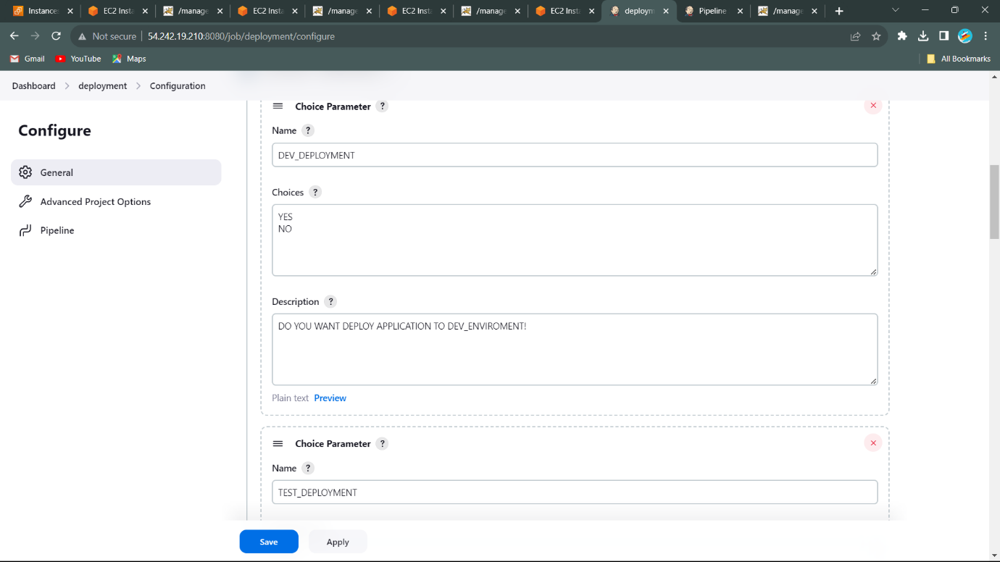 Instances
EC2 Insta
/manage
EC2 Insta
/manage
EC2 Insta
/manage
EC2 Insta
deploym
Pipeline
/manage
Not secure
54.242.19.210:8080/job/deployment/configure
Gmail
YouTube
Maps
All Bookmarks
Dashboard > deployment > Configuration
Configure
General
Advanced Project Options
Pipeline
Choice Parameter ?
Name ?
DEV_DEPLOYMENT
Choices ?
YES
NO
Description ?
DO YOU WANT DEPLOY APPLICATION TO DEV_ENVIROMENT!
Plain text Preview
Choice Parameter ?
Name ?
TEST_DEPLOYMENT
Save
Apply